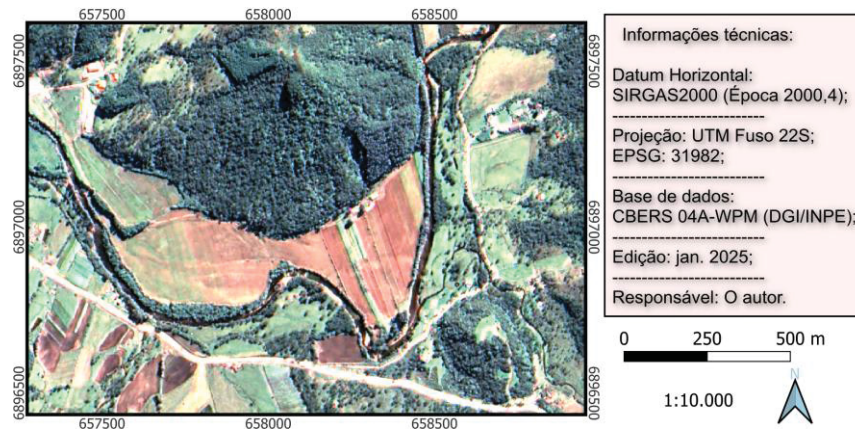 657500 658000 658500
6897500
6897000
6896500
6897500
6897000
6896500
657500 658000 658500
Informações técnicas:
Datum Horizontal:
SIRGAS2000 (Época 2000,4);
---------------------------
Projeção: UTM Fuso 22S;
EPSG: 31982;
---------------------------
Base de dados:
CBERS 04A-WPM (DGI/INPE);
---------------------------
Edição: jan. 2025;
---------------------------
Responsável: O autor.
0 250 500 m
1:10.000
N